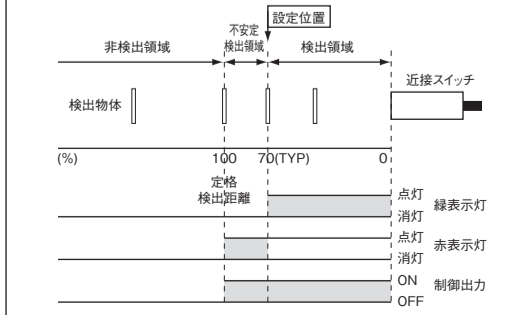 設定位置
不安定
検出領域
非検出領域
検出領域
近接スイッチ
検出物体
(%)
100
70(TYP)
0
定格
検出距離
点灯
消灯
緑表示灯
点灯
消灯
赤表示灯
ON
OFF
制御出力